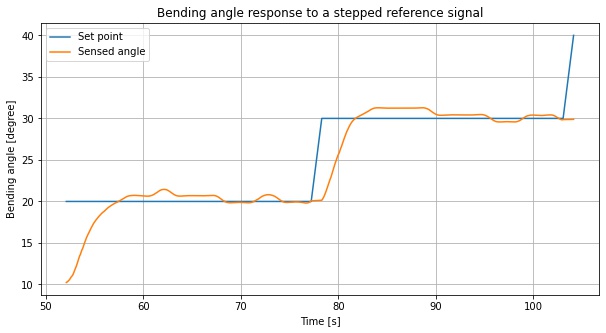 Bending angle response to a stepped reference signal
Set point
Sensed angle
Bending angle [degree]
40
35
30
25
20
15
10
50 60 70 80 90 100
Time [s]